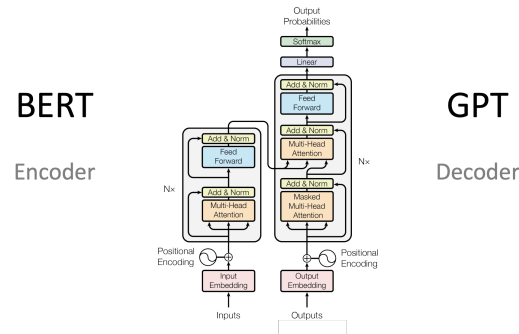 BERT
Encoder
Output
Probabilities
Softmax
Linear
Add & Norm
Feed
Forward
Add & Norm
Multi-Head
Attention
Add & Norm
Masked
Multi-Head
Attention
Nx
Positional
Encoding
Output
Embedding
Outputs
Add & Norm
Feed
Forward
Add & Norm
Multi-Head
Attention
Nx
Positional
Encoding
Input
Embedding
Inputs
GPT
Decoder